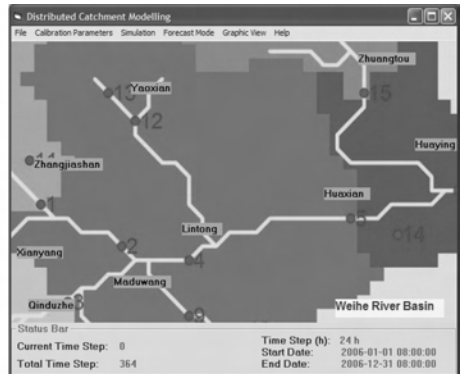 Distributed Catchment Modelling
File Calibration Parameters Simulation Forecast Mode Graphic View Help
Zhuangtou
13 Yaoxian 15
12
Huaying
11
Zhangjiashan
Huaxian
1
5
14
Lintong
Xianyang
2
4
Maduwang
Qinduzhe 3
9
Weihe River Basin
Status Bar
Current Time Step: 0
Total Time Step: 364
Time Step (h): 24 h
Start Date: 2006-01-01 08:00:00
End Date: 2006-12-31 08:00:00